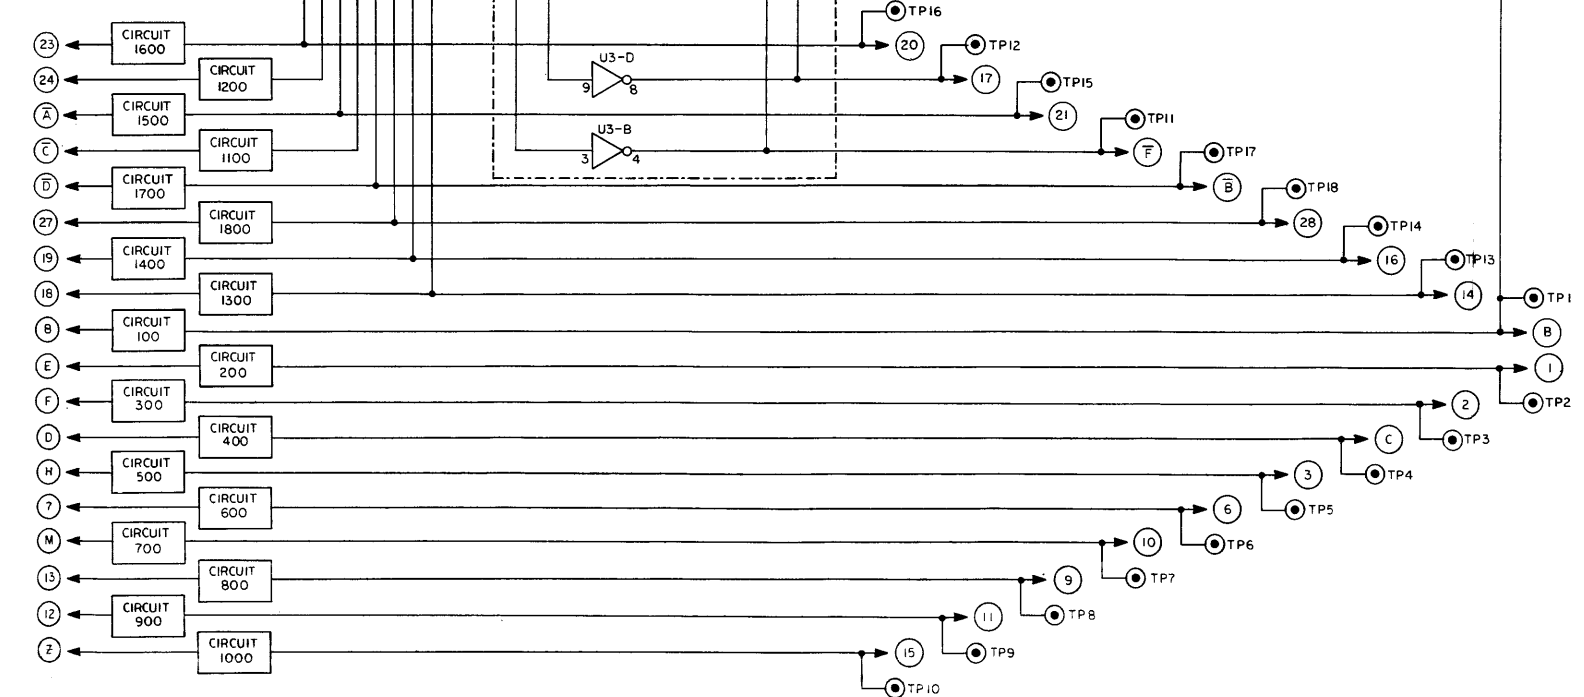 TP16
23
CIRCUIT
1600
20
TP12
U3-D
24
CIRCUIT
1200
9
8
17
TP15
A̅
CIRCUIT
1500
21
TP11
U3-B
C̅
CIRCUIT
1100
3
4
F̅
TP17
D̅
CIRCUIT
1700
B̅
TP18
27
CIRCUIT
1800
28
TP14
19
CIRCUIT
1400
16
TP13
18
CIRCUIT
1300
14
TP1
8
CIRCUIT
100
B
E
CIRCUIT
200
1
F
CIRCUIT
300
2
TP2
D
CIRCUIT
400
C
TP3
H
CIRCUIT
500
3
TP4
7
CIRCUIT
600
6
TP5
M
CIRCUIT
700
10
TP6
13
CIRCUIT
800
9
TP7
12
CIRCUIT
900
11
TP8
Z
CIRCUIT
1000
15
TP9
TP10